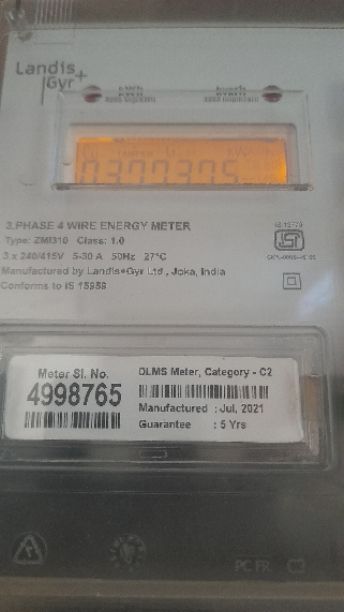 Landis
Gyr+
kWh
kvarh
3.PHASE 4 WIRE ENERGY METER
Type: ZMI310 Class: 1.0
3 x 240/415V 5-30 A 50Hz 27°C
Manufactured by Landis+Gyr Ltd., Joka, India
Conforms to IS 15959
Meter Sl. No.
4998765
DLMS Meter, Category - C2
Manufactured : Jul, 2021
Guarantee : 5 Yrs